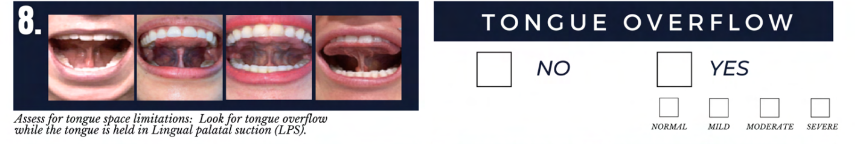 8.
Assess for tongue space limitations: Look for tongue overflow
while the tongue is held in Lingual palatal suction (LPS).
TONGUE OVERFLOW
NO
YES
NORMAL
MILD
MODERATE
SEVERE